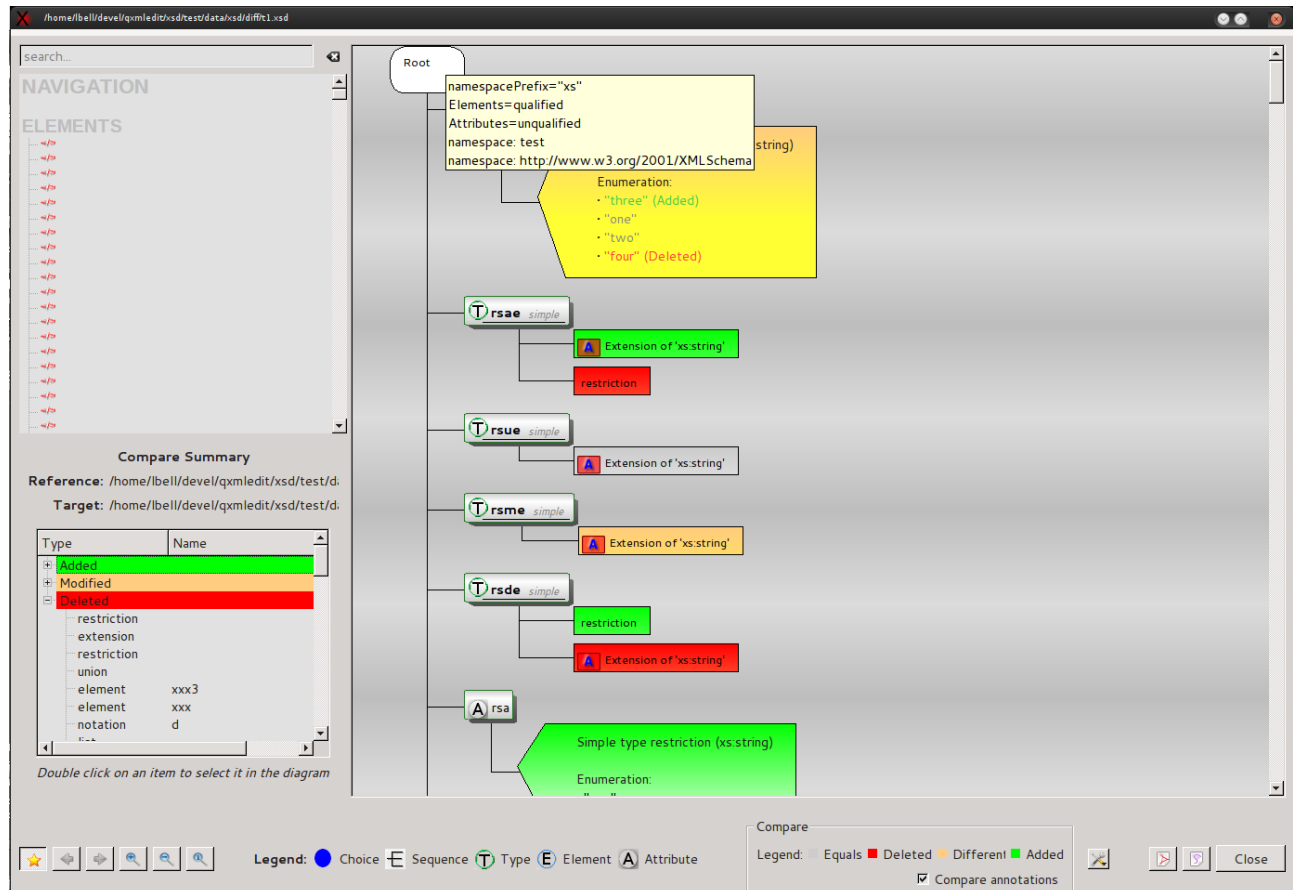 /home/lbell/devel/qxmledit/xsd/test/data/xsd/diff/t1.xsd
search...
NAVIGATION
ELEMENTS
Compare Summary
Reference: /home/lbell/devel/qxmledit/xsd/test/d
Target: /home/lbell/devel/qxmledit/xsd/test/d
Type Name
Added
Modified
Deleted
restriction
extension
restriction
union
element xxx3
element xxx
notation d
list
Double click on an item to select it in the diagram
Root
namespacePrefix="xs"
Elements=qualified
Attributes=unqualified
namespace: test
namespace: http://www.w3.org/2001/XMLSchema
string)
Enumeration:
· "three" (Added)
· "one"
· "two"
· "four" (Deleted)
T rsae simple
A Extension of 'xs:string'
restriction
T rsue simple
A Extension of 'xs:string'
T rsme simple
A Extension of 'xs:string'
T rsde simple
restriction
A Extension of 'xs:string'
A rsa
Simple type restriction (xs:string)
Enumeration:
Legend: Choice Sequence T Type E Element A Attribute
Compare
Legend: Equals Deleted Different Added
Compare annotations
Close